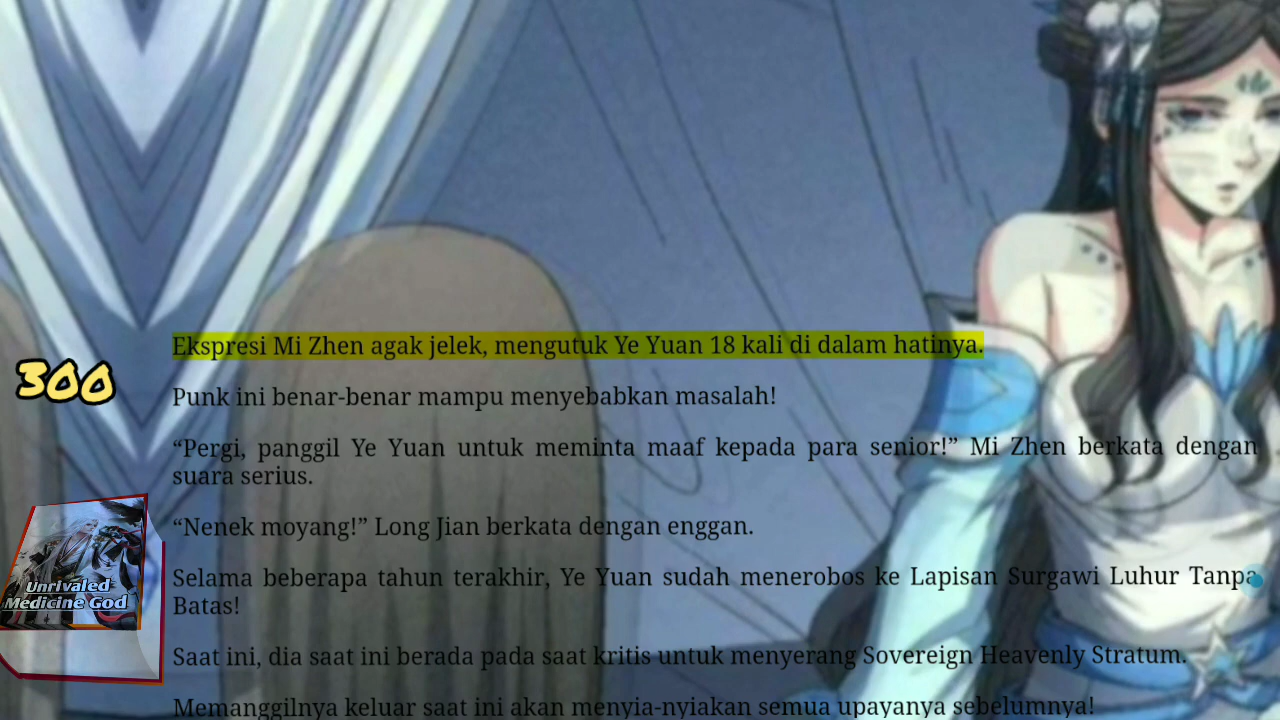 Ekspresi Mi Zhen agak jelek, mengutuk Ye Yuan 18 kali di dalam hatinya.
300
Punk ini benar-benar mampu menyebabkan masalah!
“Pergi, panggil Ye Yuan untuk meminta maaf kepada para senior!” Mi Zhen berkata dengan
suara serius.
“Nenek moyang!” Long Jian berkata dengan enggan.
Selama beberapa tahun terakhir, Ye Yuan sudah menerobos ke Lapisan Surgawi Luhur Tanpa
Batas!
Unrivaled
Medicine God
Saat ini, dia saat ini berada pada saat kritis untuk menyerang Sovereign Heavenly Stratum.
Memanggilnya keluar saat ini akan menyia-nyiakan semua upayanya sebelumnya!